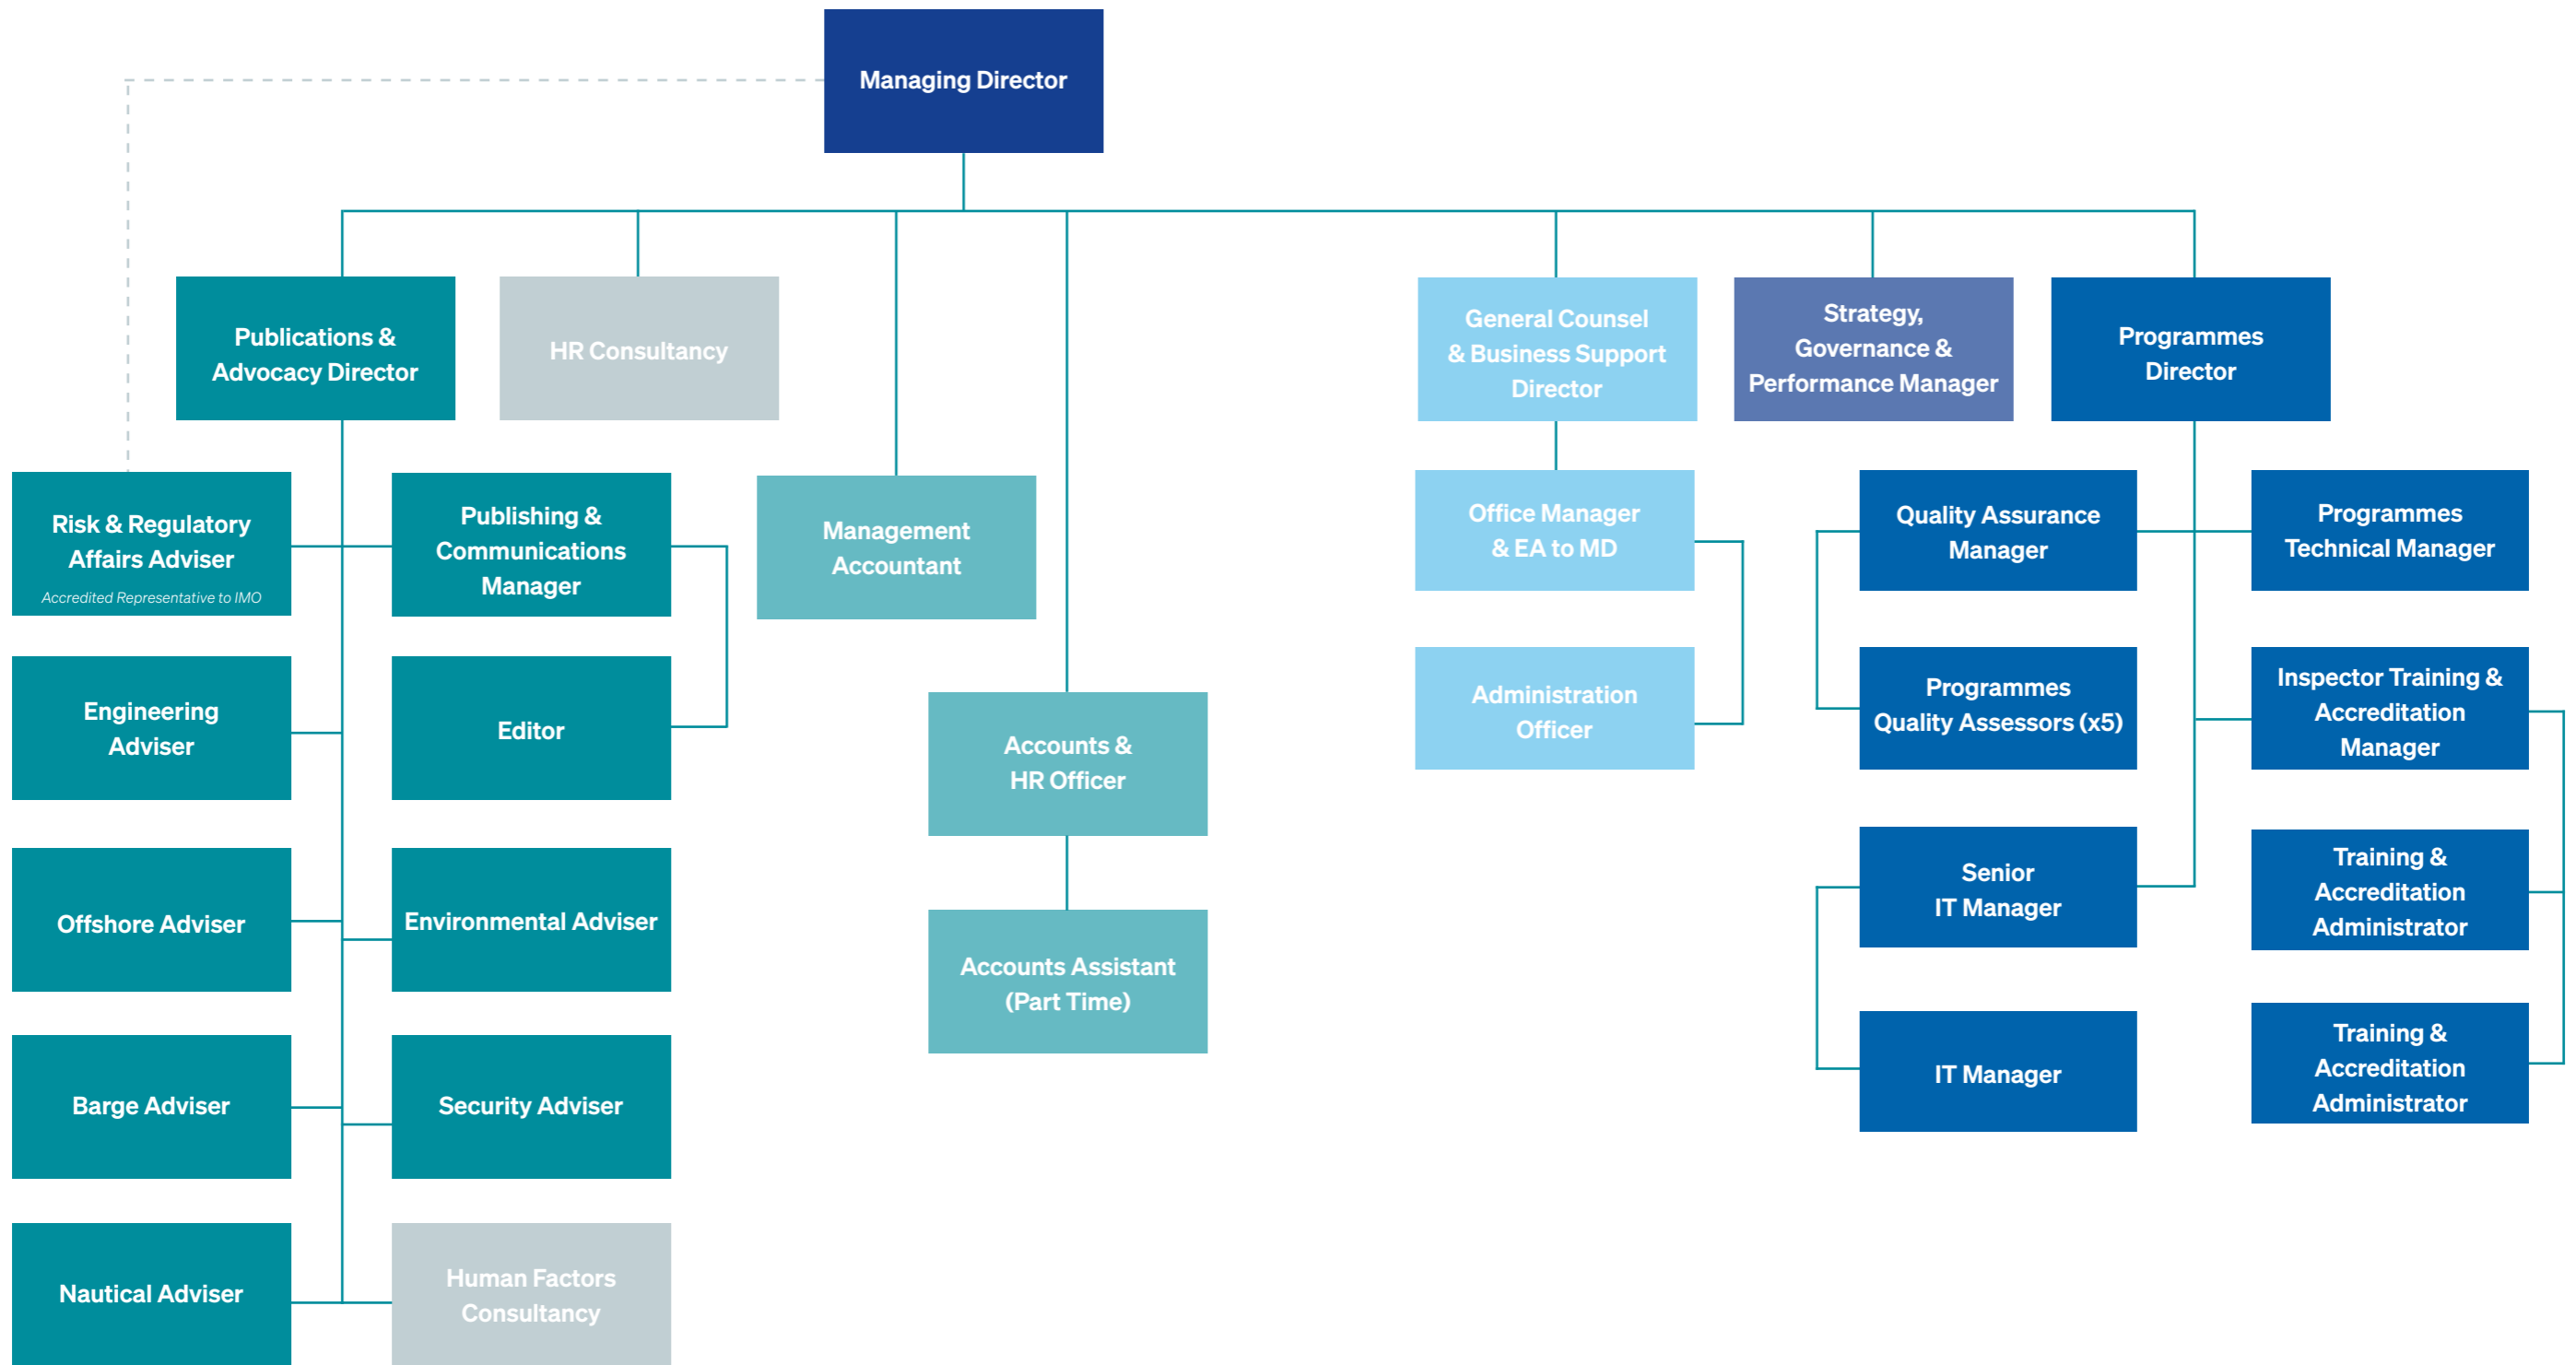 Managing Director
Publications &
Advocacy Director
HR Consultancy
General Counsel
& Business Support
Director
Strategy,
Governance &
Performance Manager
Programmes
Director
Risk & Regulatory
Affairs Adviser
Accredited Representative to IMO
Publishing &
Communications
Manager
Management
Accountant
Office Manager
& EA to MD
Quality Assurance
Manager
Programmes
Technical Manager
Engineering
Adviser
Editor
Accounts &
HR Officer
Administration
Officer
Programmes
Quality Assessors (x5)
Inspector Training &
Accreditation
Manager
Offshore Adviser
Environmental Adviser
Accounts Assistant
(Part Time)
Senior
IT Manager
Training &
Accreditation
Administrator
Barge Adviser
Security Adviser
IT Manager
Training &
Accreditation
Administrator
Nautical Adviser
Human Factors
Consultancy